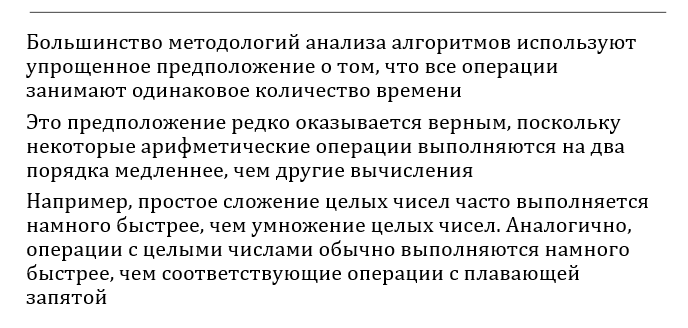 Большинство методологий анализа алгоритмов используют
упрощенное предположение о том, что все операции
занимают одинаковое количество времени
Это предположение редко оказывается верным, поскольку
некоторые арифметические операции выполняются на два
порядка медленнее, чем другие вычисления
Например, простое сложение целых чисел часто выполняется
намного быстрее, чем умножение целых чисел. Аналогично,
операции с целыми числами обычно выполняются намного
быстрее, чем соответствующие операции с плавающей
запятой